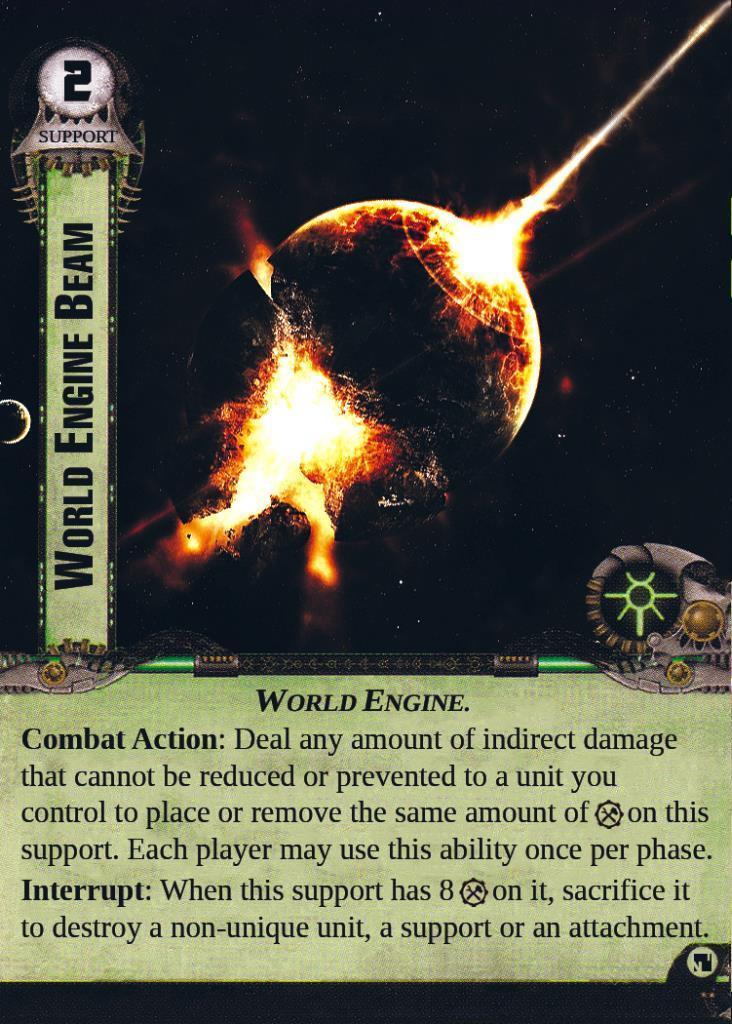 2
SUPPORT
WORLD ENGINE BEAM
WORLD ENGINE.
Combat Action: Deal any amount of indirect damage
that cannot be reduced or prevented to a unit you
control to place or remove the same amount of on this
support. Each player may use this ability once per phase.
Interrupt: When this support has 8 on it, sacrifice it
to destroy a non-unique unit, a support or an attachment.